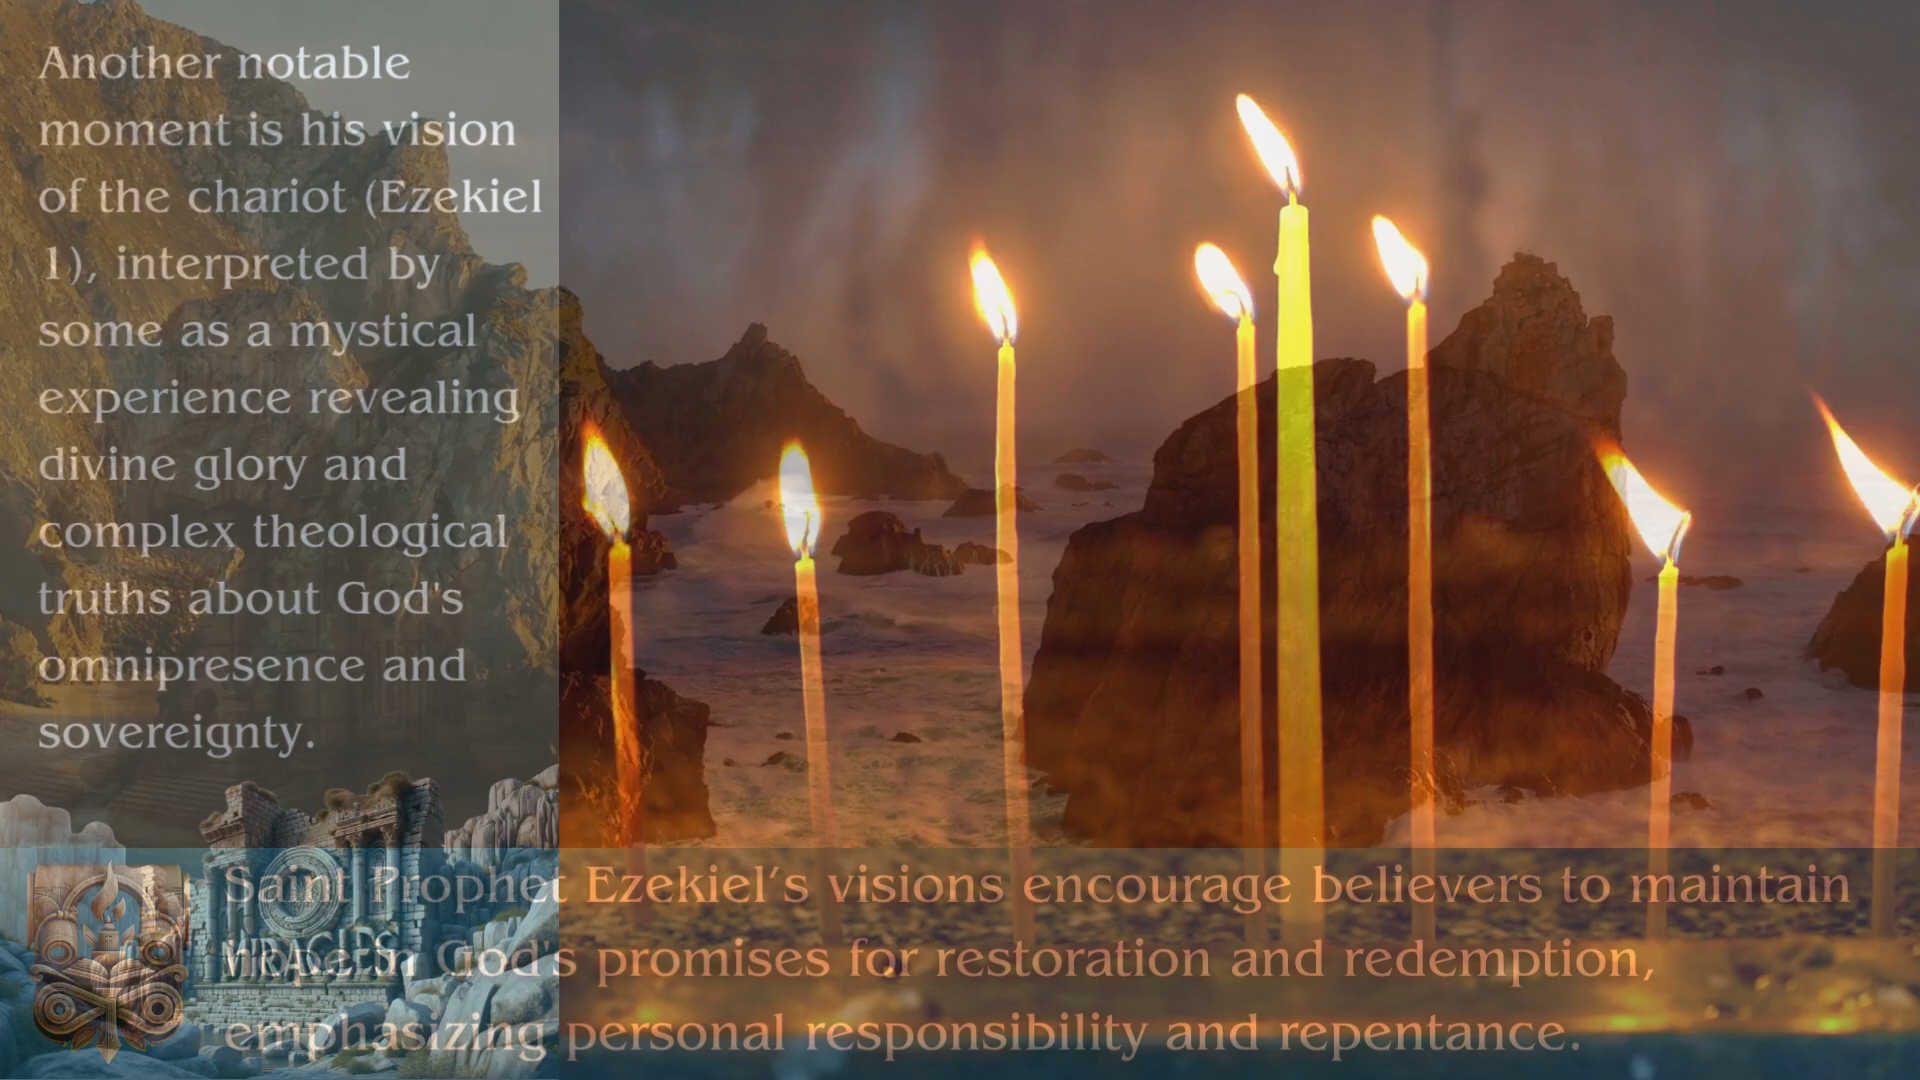 Another notable
moment is his vision
of the chariot (Ezekiel
1), interpreted by
some as a mystical
experience revealing
divine glory and
complex theological
truths about God's
omnipresence and
sovereignty.
MIRACLES
Saint Prophet Ezekiel’s visions encourage believers to maintain
in God's promises for restoration and redemption,
emphasizing personal responsibility and repentance.